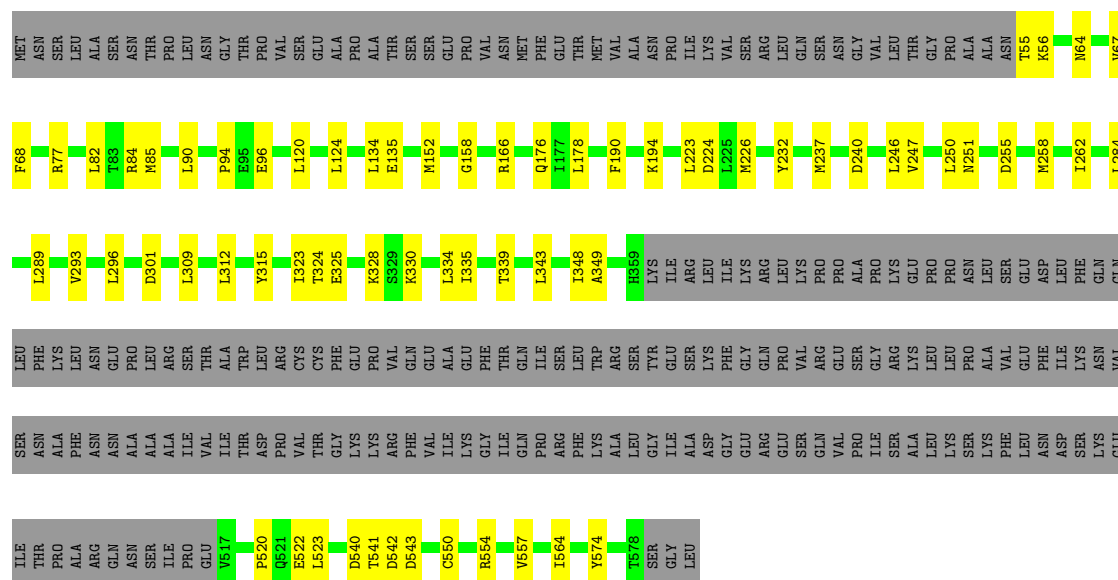 MET ASN SER LEU ALA SER ASN THR PRO LEU ASN GLY THR PRO VAL SER GLU ALA PRO ALA THR SER SER GLU PRO VAL ASN MET PHE GLU THR MET VAL ALA ASN PRO ILE LYS VAL SER ARG LEU GLN SER ASN GLY VAL LEU THR GLY PRO ALA ALA ASN T55 K56 N64 V67
F68 R77 L82 T83 R84 M85 L90 P94 E95 E96 L120 L124 L134 E135 M152 G158 R166 Q176 I177 L178 F190 K194 L223 D224 L225 M226 Y232 M237 D240 L246 V247 L250 N251 D255 M258 I262 L284
L289 V293 L296 D301 L309 L312 Y315 I323 T324 E325 K328 S329 K330 L334 I335 T339 L343 I348 A349 H359 LYS ILE ARG LEU ILE LYS ARG LEU LYS PRO PRO ALA PRO LYS GLU PRO PRO ASN LEU SER GLU ASP LEU PHE GLN GLN
LEU PHE LYS LEU ASN GLU PRO LEU ARG SER THR ALA TRP LEU ARG CYS CYS PHE GLU PRO VAL GLN GLU ALA GLU PHE THR GLN ILE SER LEU TRP ARG SER TYR GLU SER LYS PHE GLY GLN PRO VAL ARG GLU SER GLY ARG LYS LEU LEU PRO ALA VAL GLU PHE ILE LYS ASN VAL
SER ASN ALA PHE ASN ASN ALA ALA ALA ILE VAL ILE THR ASP PRO VAL THR GLY LYS LYS ARG VAL PHE VAL ILE LYS GLY ILE GLN PRO ARG PHE LYS ALA LEU GLY ILE ALA ASP GLY GLU ARG GLU SER GLN VAL PRO ILE SER ALA LEU LYS SER LYS PHE LEU ASN ASP SER LYS GLU
ILE THR PRO ALA ARG GLN ASN SER ILE PRO GLU V517 P520 Q521 E522 L523 D540 T541 D542 D543 C550 R554 V557 I564 Y574 T578 SER GLY LEU